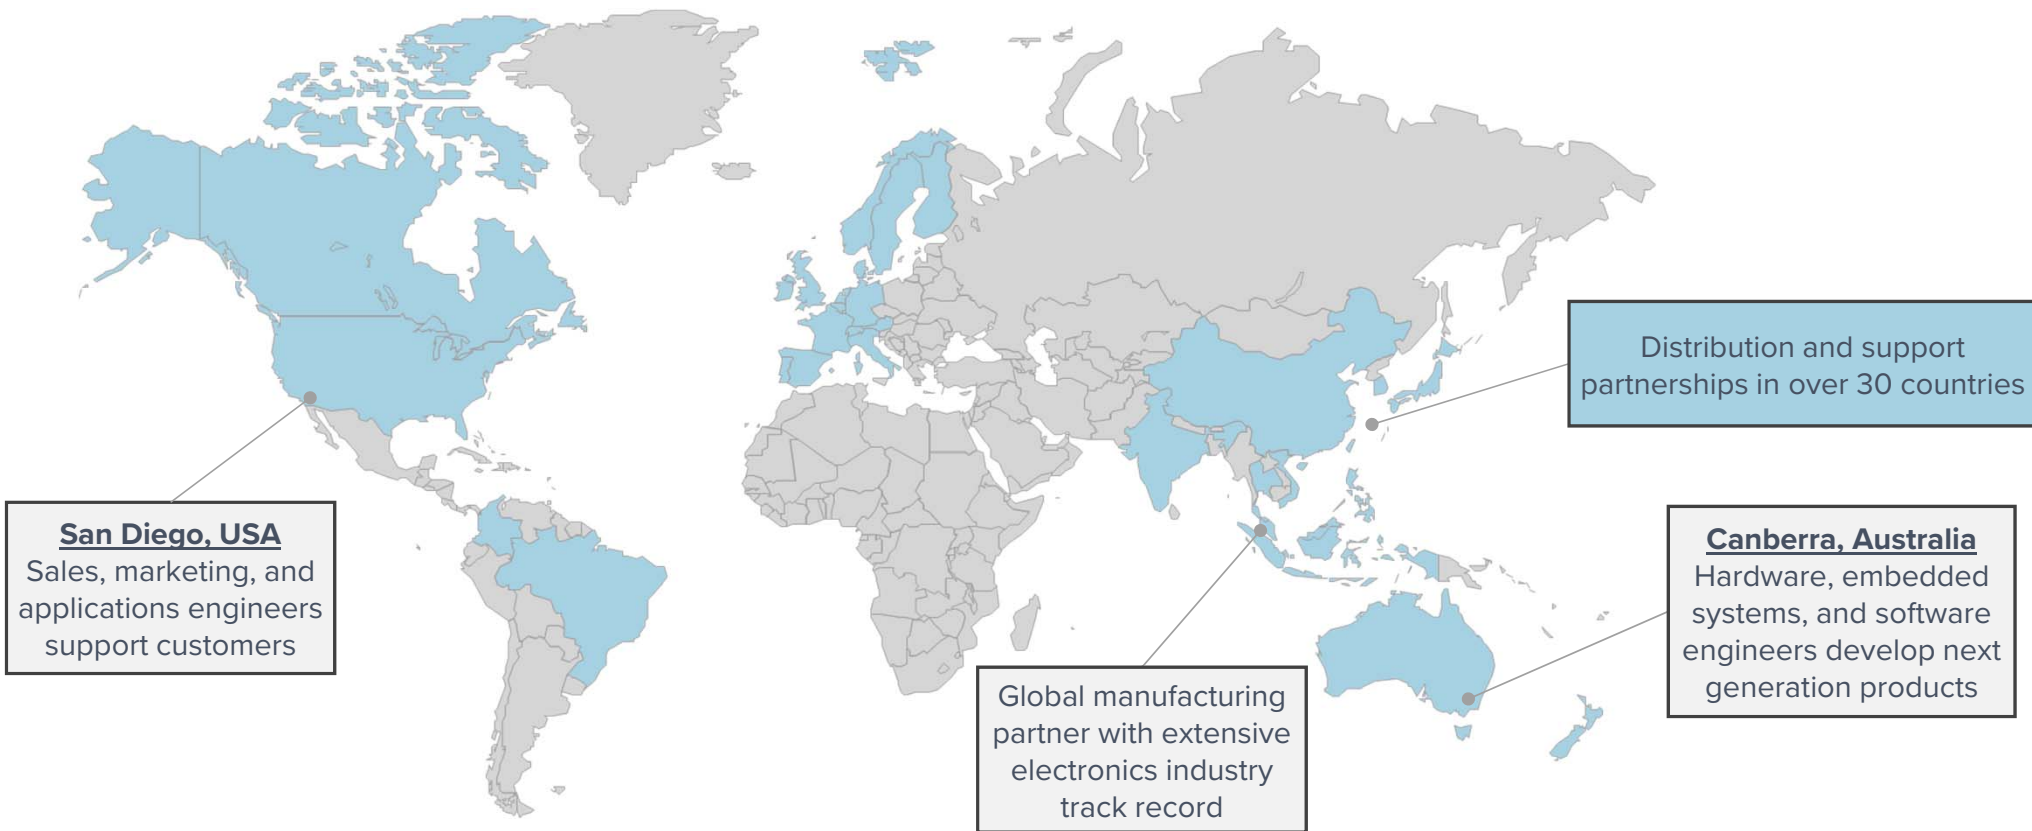 Distribution and support
partnerships in over 30 countries
San Diego, USA
Sales, marketing, and
applications engineers
support customers
Canberra, Australia
Hardware, embedded
systems, and software
engineers develop next
generation products
Global manufacturing
partner with extensive
electronics industry
track record